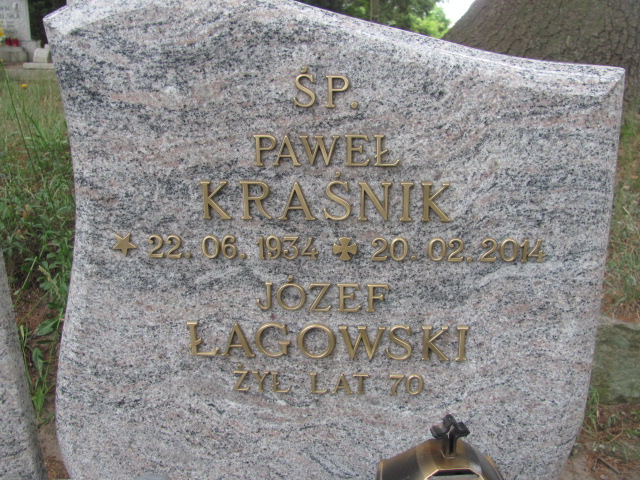 ŚP.
PAWEŁ
KRAŚNIK
22. 06. 1934 20. 02. 2014
JÓZEF
ŁAGOWSKI
ŻYŁ LAT 70